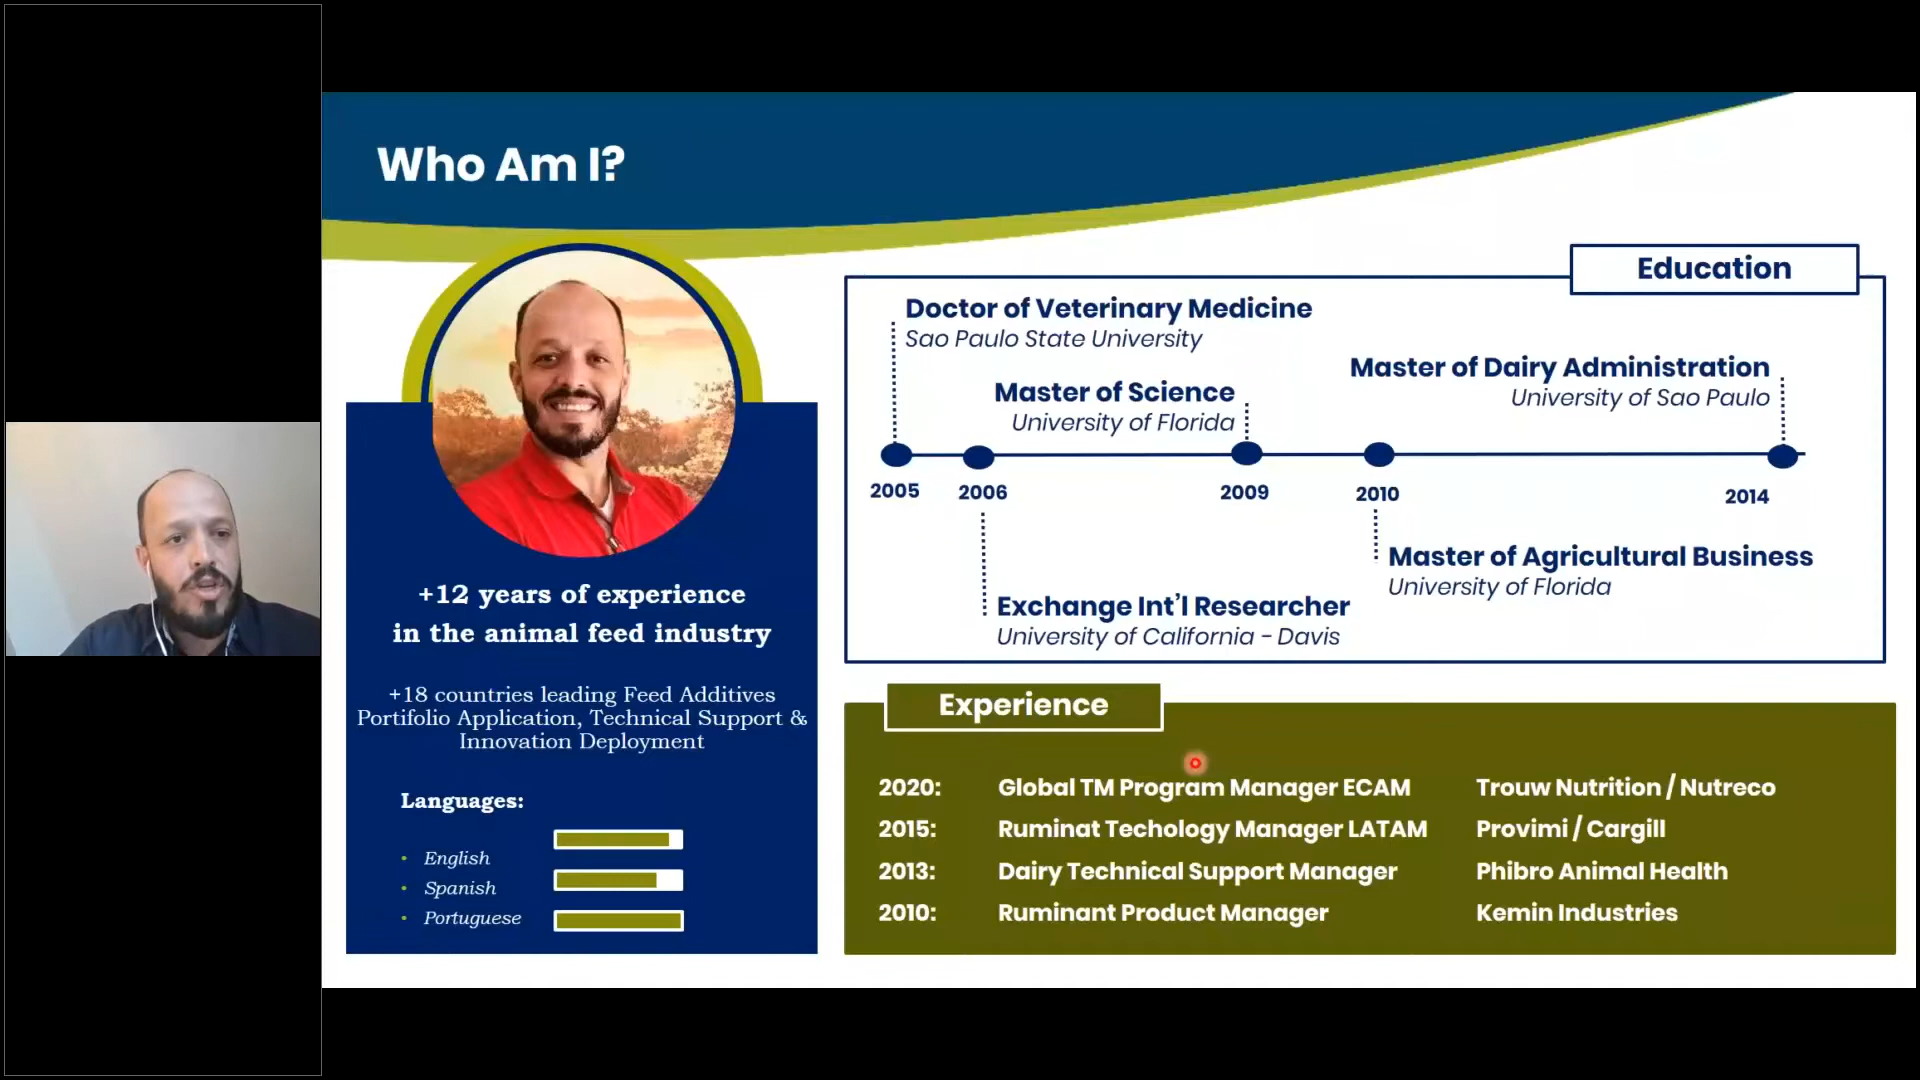 Who Am I?
+12 years of experience
in the animal feed industry
+18 countries leading Feed Additives
Portifolio Application, Technical Support &
Innovation Deployment
Languages:
• English
• Spanish
• Portuguese
Education
Doctor of Veterinary Medicine
Sao Paulo State University
Master of Science
University of Florida
Master of Dairy Administration
University of Sao Paulo
2005 2006 2009 2010 2014
Master of Agricultural Business
University of Florida
Exchange Int'l Researcher
University of California - Davis
Experience
2020: Global TM Program Manager ECAM Trouw Nutrition / Nutreco
2015: Ruminat Techology Manager LATAM Provimi / Cargill
2013: Dairy Technical Support Manager Phibro Animal Health
2010: Ruminant Product Manager Kemin Industries